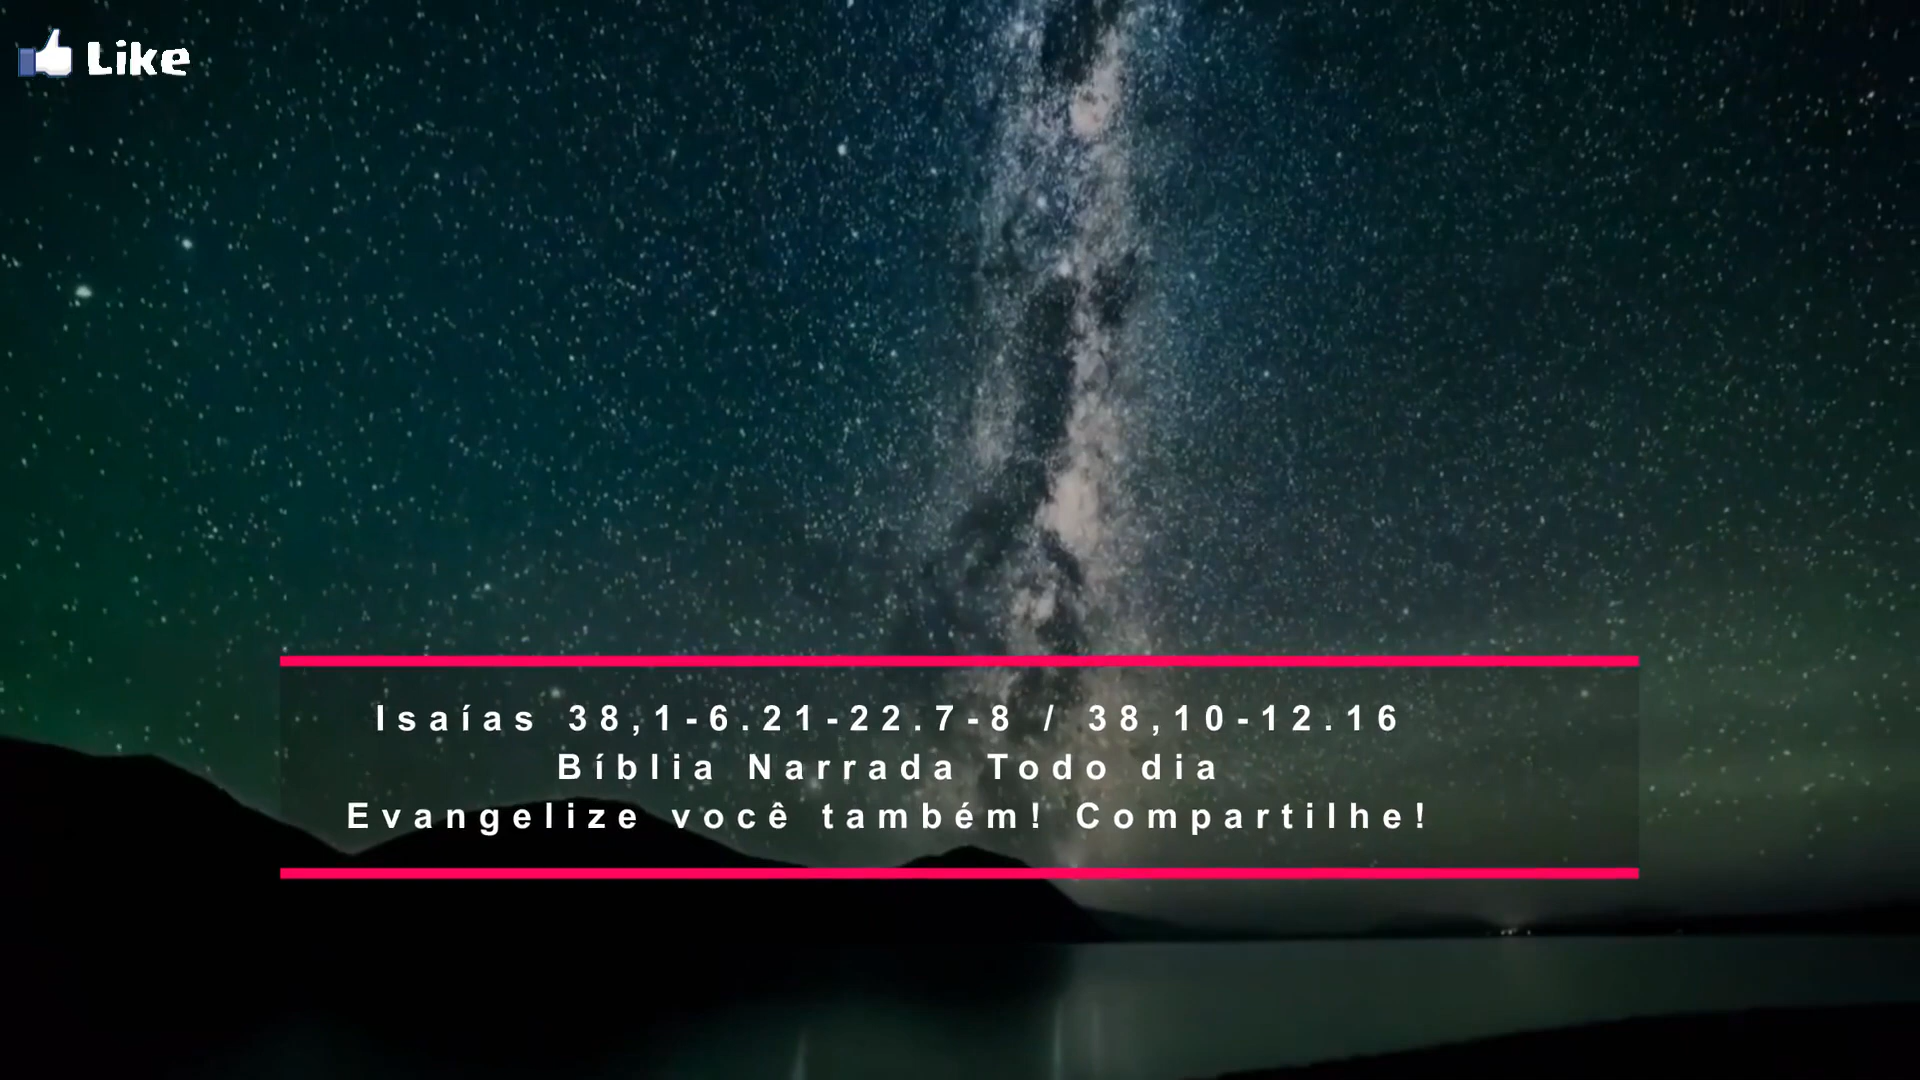 Like
Isaías 38,1-6.21-22.7-8 / 38,10-12.16
Bíblia Narrada Todo dia
Evangelize você também! Compartilhe!